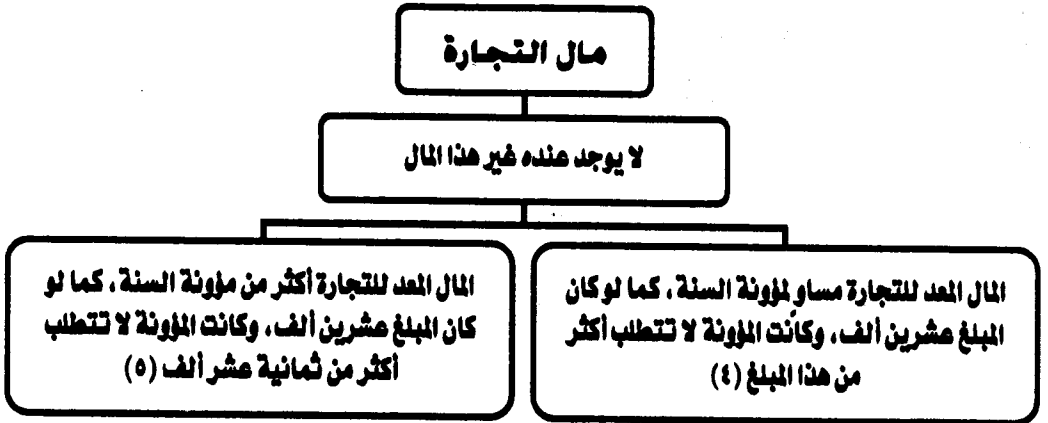 مال التجارة
لا يوجد عنده غير هذا المال
المال المعد للتجارة مساوٍ لمؤونة السنة، كما لو كان
المبلغ عشرين ألف، وكانت المؤونة لا تتطلب أكثر
من هذا المبلغ (٤)
المال المعد للتجارة أكثر من مؤونة السنة، كما لو
كان المبلغ عشرين ألف، وكانت المؤونة لا تتطلب
أكثر من ثمانية عشر ألف (٥)